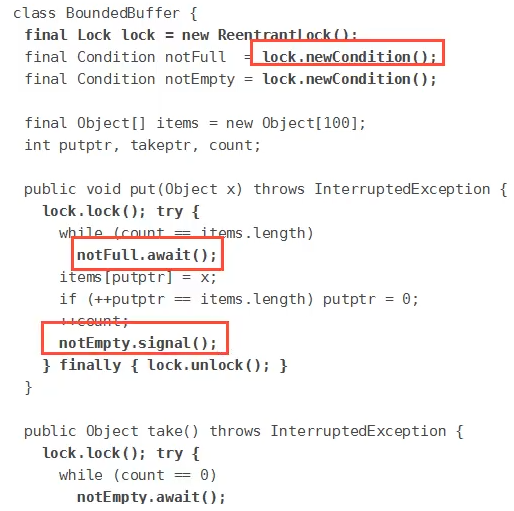 class BoundedBuffer {
final Lock lock = new ReentrantLock();
final Condition notFull  = lock.newCondition();
final Condition notEmpty = lock.newCondition();
final Object[] items = new Object[100];
int putptr, takeptr, count;
public void put(Object x) throws InterruptedException {
lock.lock(); try {
while (count == items.length)
notFull.await();
items[putptr] = x;
if (++putptr == items.length) putptr = 0;
++count;
notEmpty.signal();
} finally { lock.unlock(); }
}
public Object take() throws InterruptedException {
lock.lock(); try {
while (count == 0)
notEmpty.await();